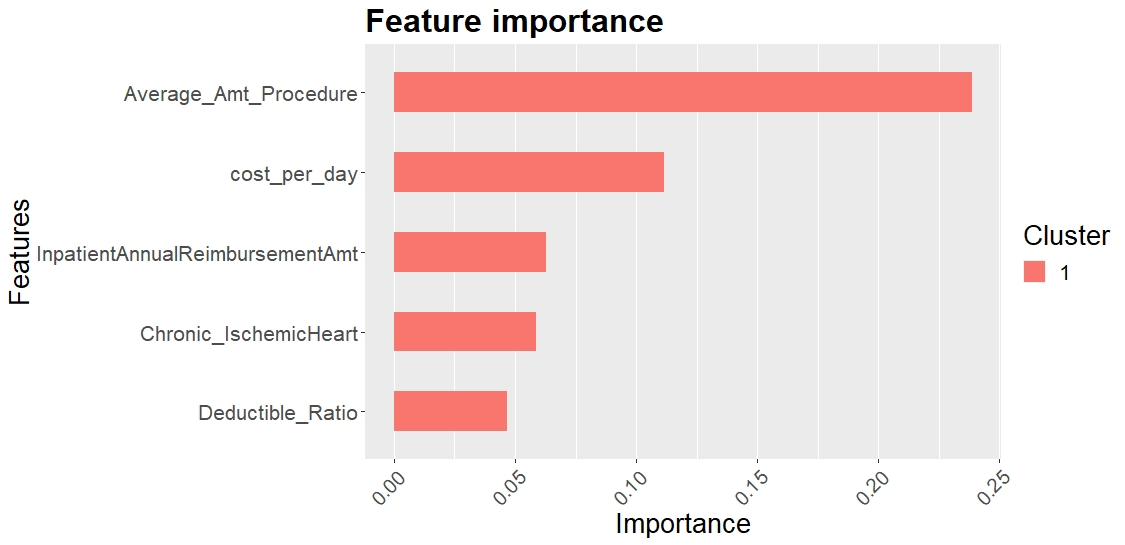 Feature importance
Features
Average_Amt_Procedure
cost_per_day
InpatientAnnualReimbursementAmt
Chronic_IschemicHeart
Deductible_Ratio
0.00 0.05 0.10 0.15 0.20 0.25
Importance
Cluster
1